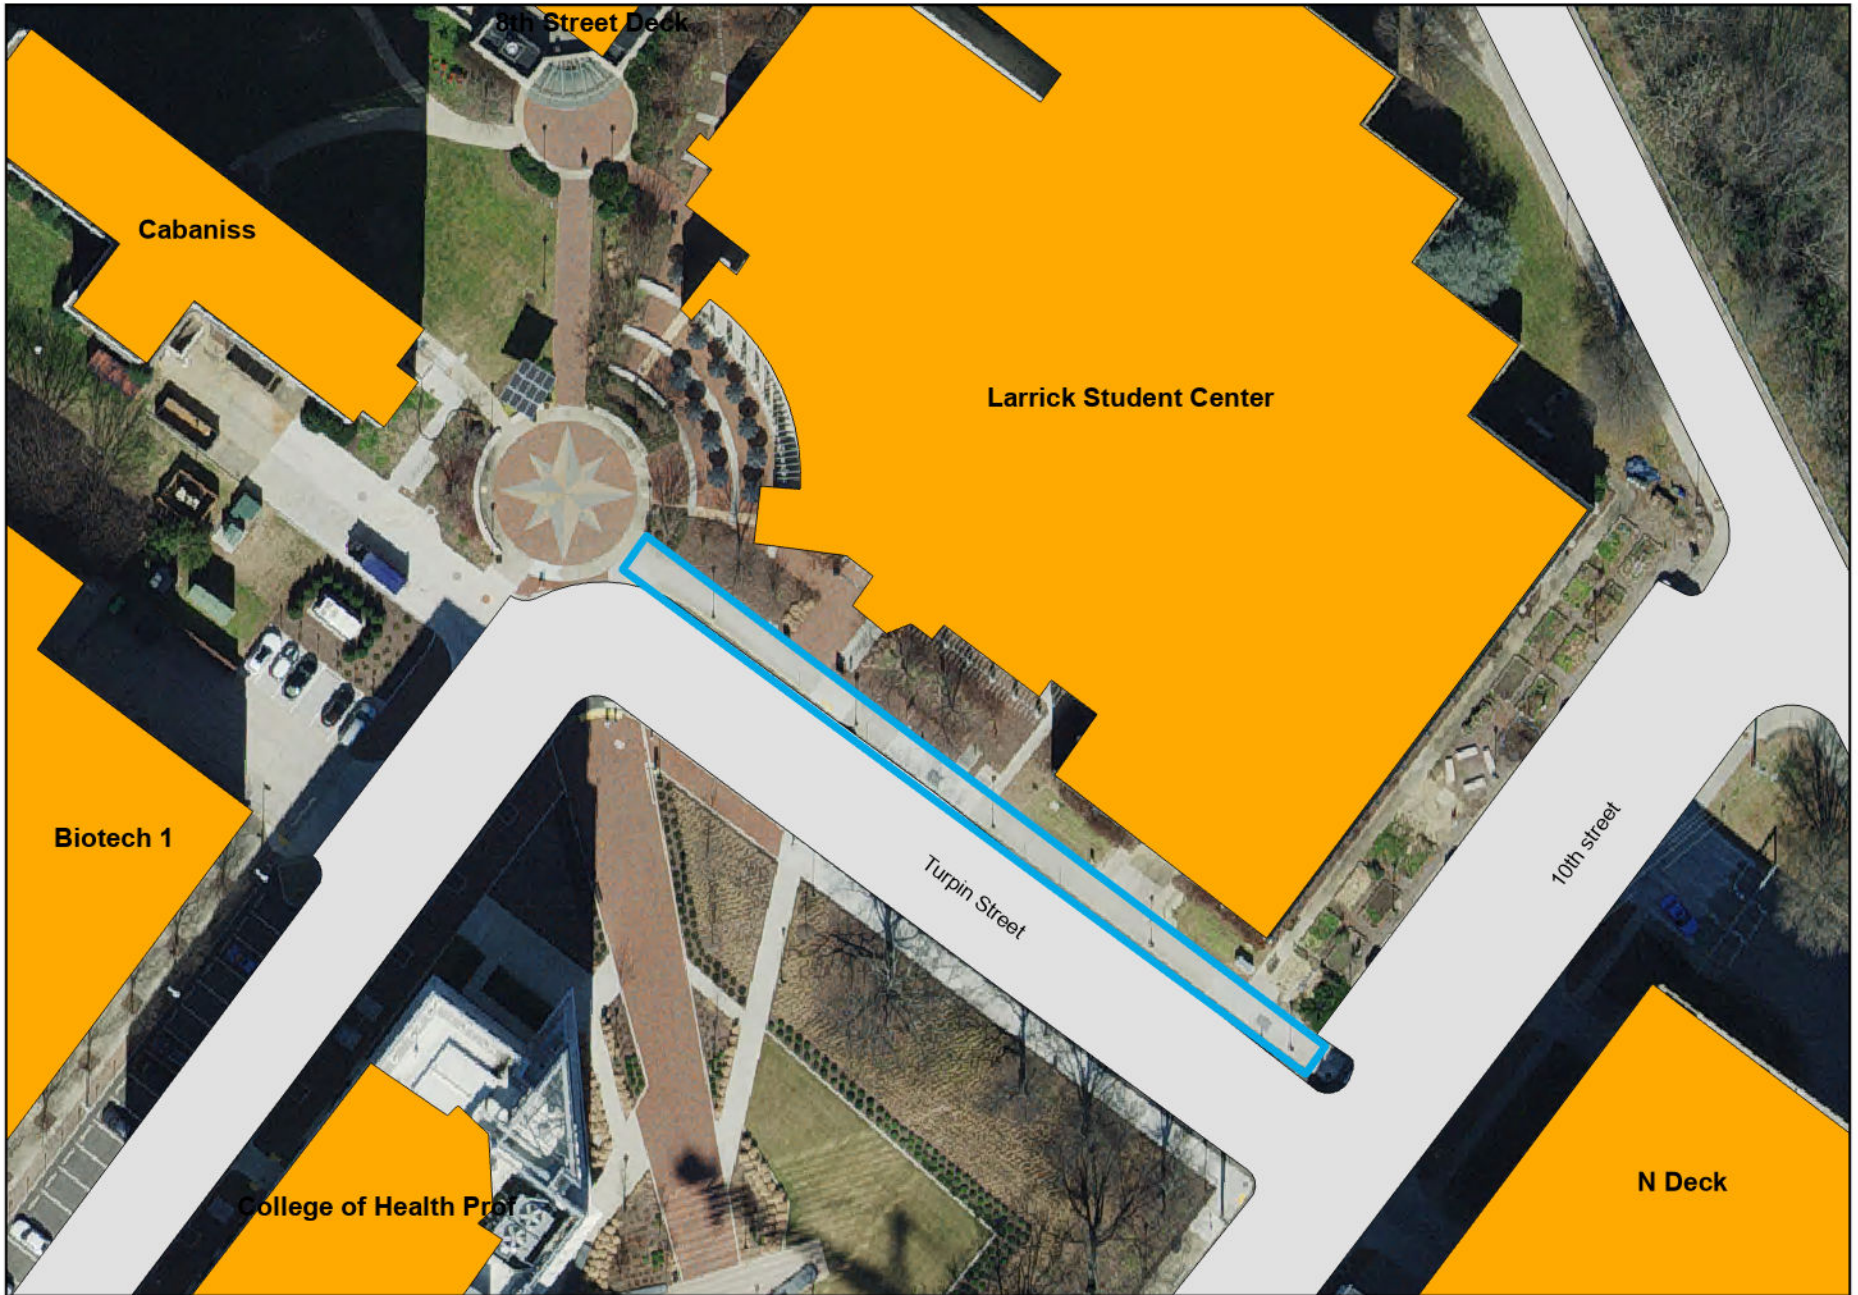 8th Street Deck
Cabaniss
Larrick Student Center
Biotech 1
Turpin Street
10th street
College of Health Prof
N Deck